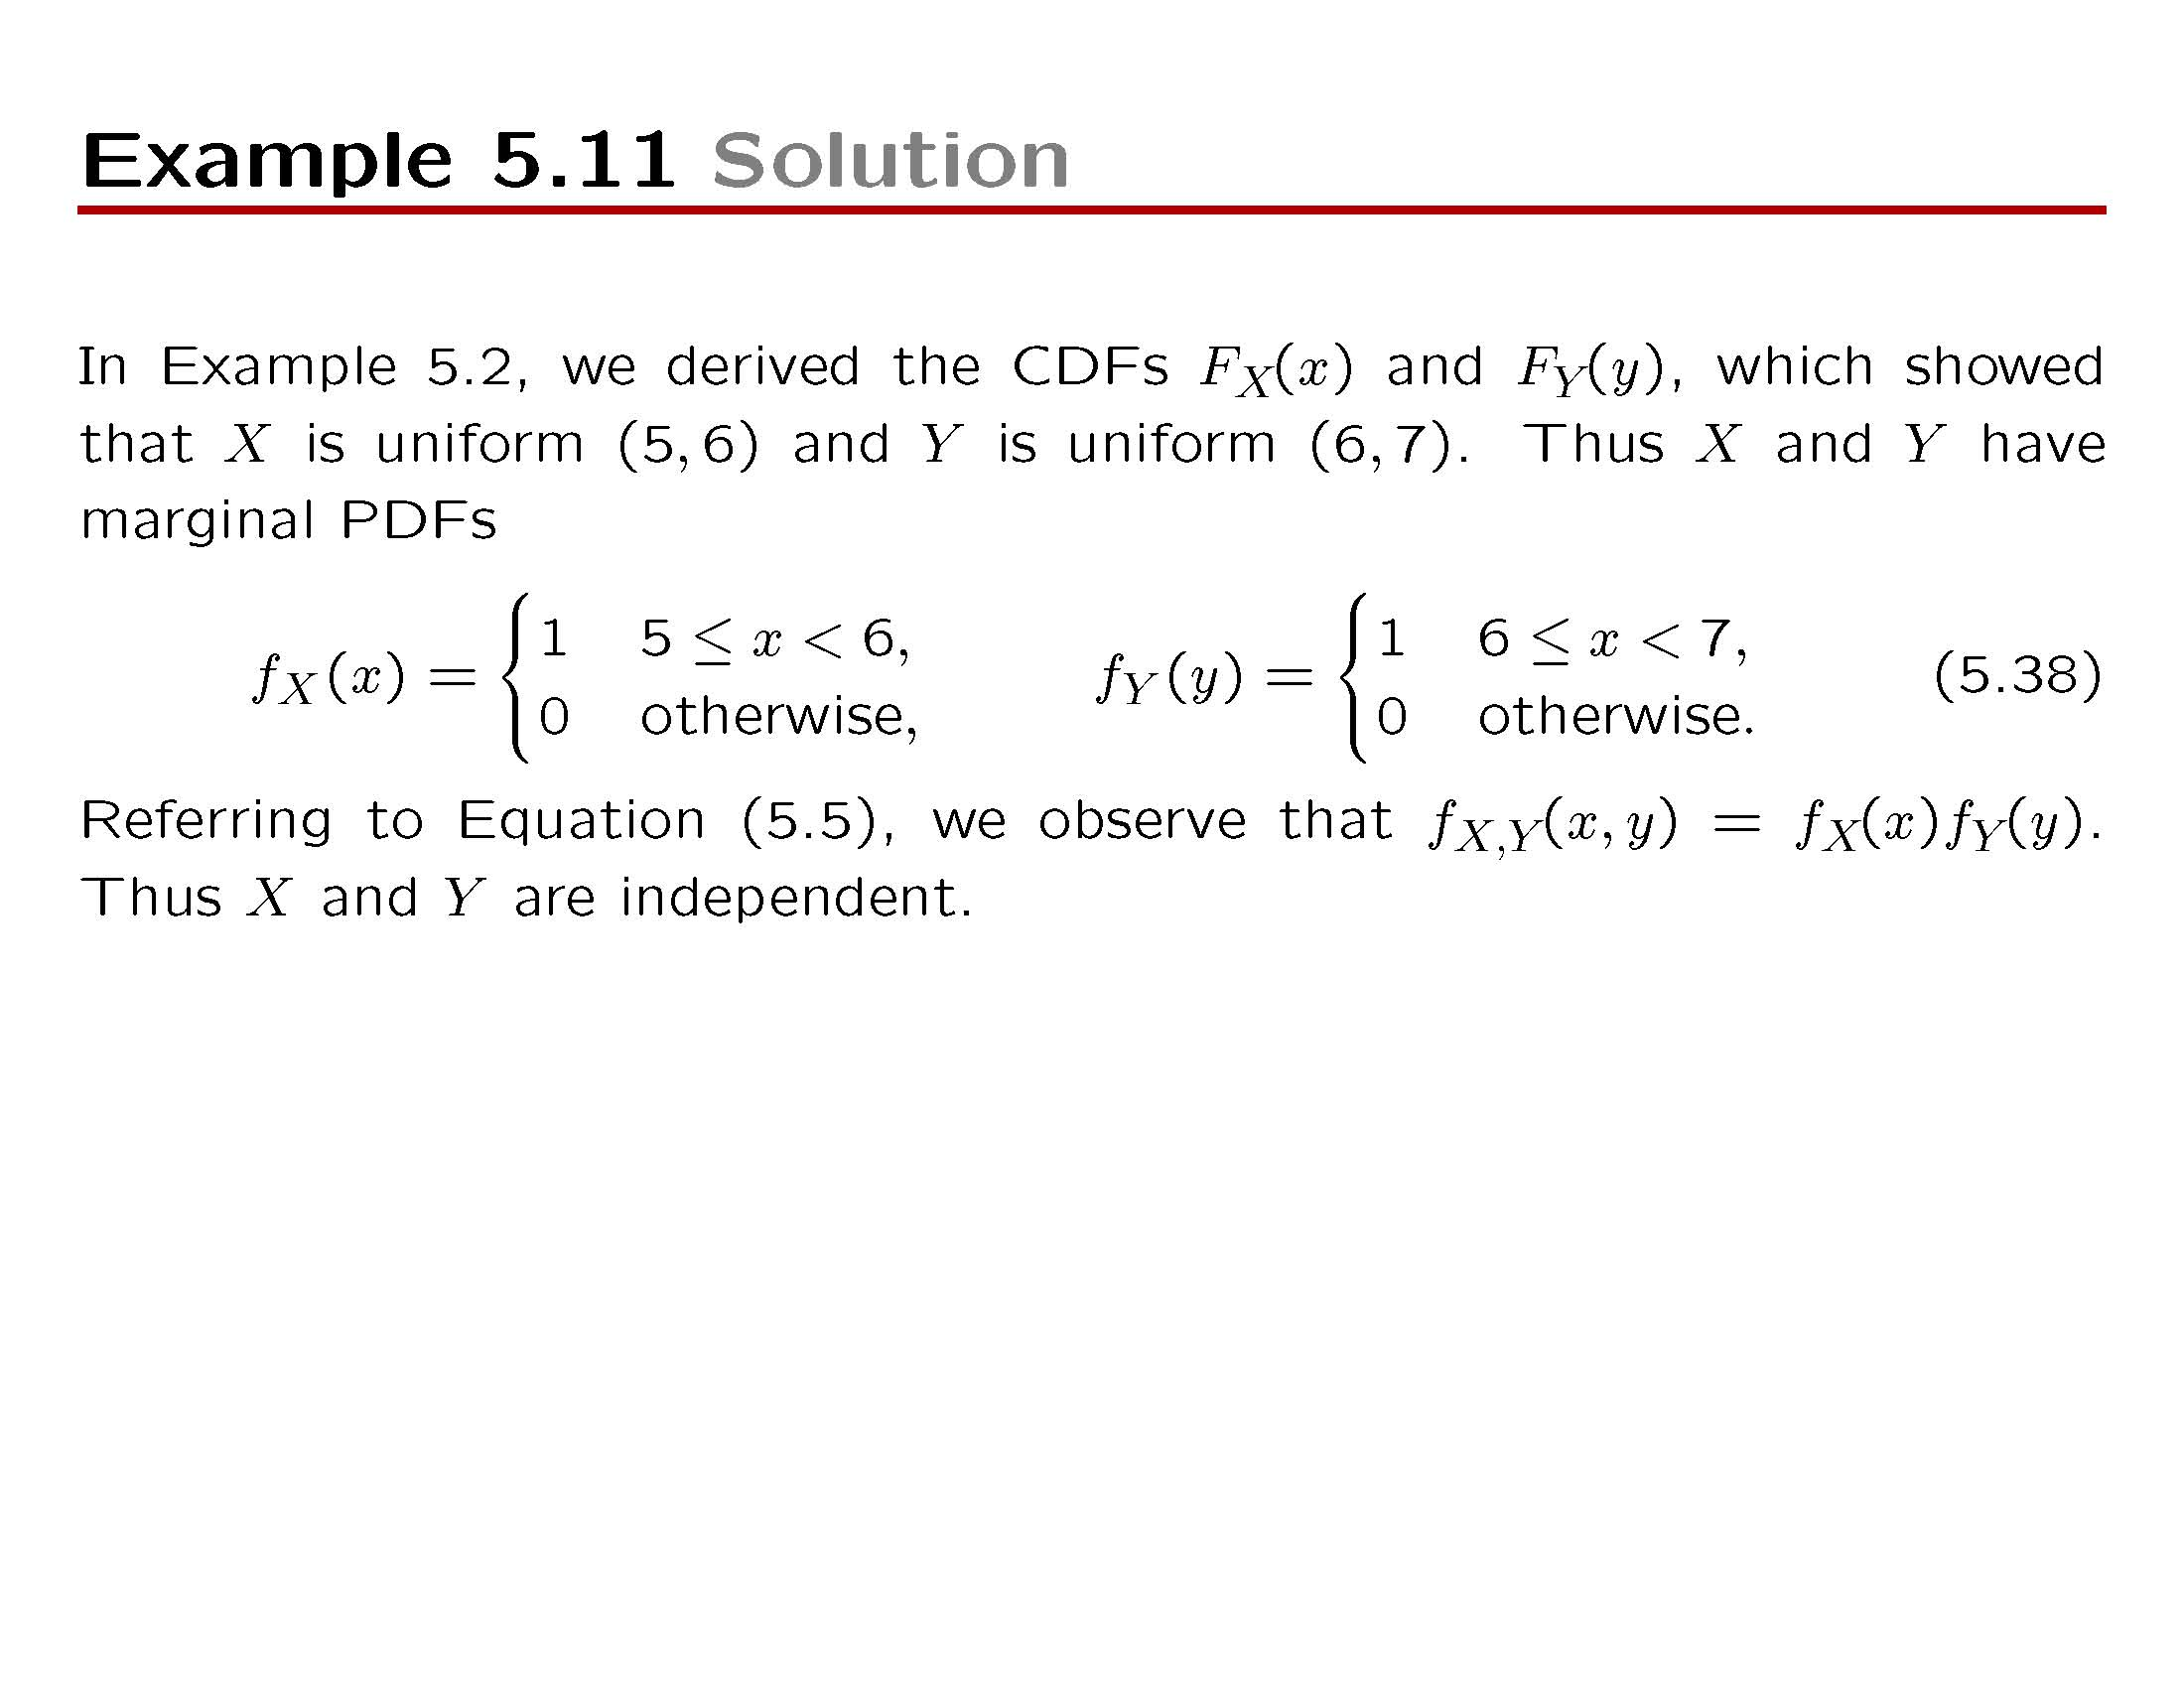 Example 5.11 Solution
In Example 5.2, we derived the CDFs F_X(x) and F_Y(y), which showed
that X is uniform (5, 6) and Y is uniform (6, 7). Thus X and Y have
marginal PDFs
f_X(x) = { 1 5 ≤ x < 6, 0 otherwise, f_Y(y) = { 1 6 ≤ x < 7, 0 otherwise. (5.38)
Referring to Equation (5.5), we observe that f_{X,Y}(x, y) = f_X(x)f_Y(y).
Thus X and Y are independent.